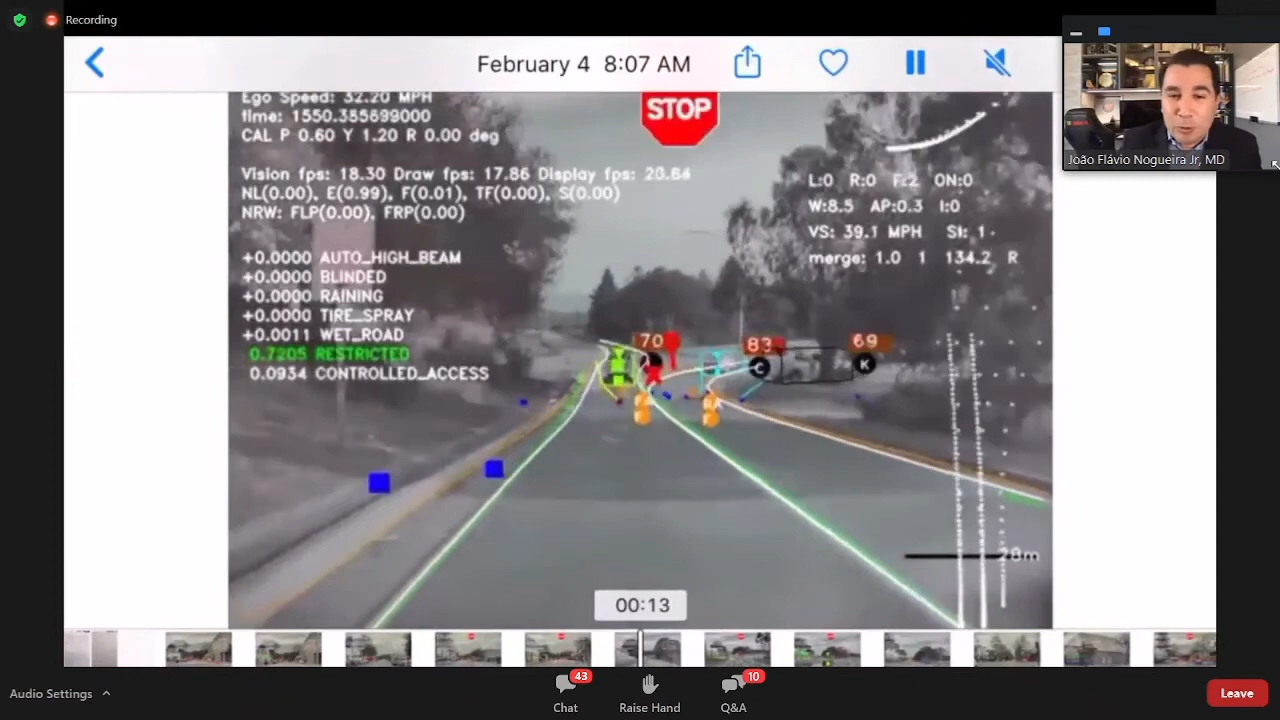 Recording
February 4 8:07 AM
João Flávio Nogueira Jr, MD
Ego Speed: 32.20 MPH
time: 1550.385699000
CAL P 0.60 Y 1.20 R 0.00 deg
STOP
Vision fps: 18.30 Draw fps: 17.86 Display fps: 20.64
NL(0.00), E(0.99), F(0.01), TF(0.00), S(0.00)
NRW: FLP(0.00), FRP(0.00)
L:0 R:0 F:2 ON:0
W:8.5 AP:0.3 I:0
VS: 39.1 MPH SI: 1
merge: 1.0 1 134.2 R
+0.0000 AUTO_HIGH_BEAM
+0.0000 BLINDED
+0.0000 RAINING
+0.0000 TIRE_SPRAY
+0.0011 WET_ROAD
0.7205 RESTRICTED
0.0934 CONTROLLED_ACCESS
70
83
69
C
K
28m
00:13
Audio Settings
43
Chat
Raise Hand
10
Q&A
Leave